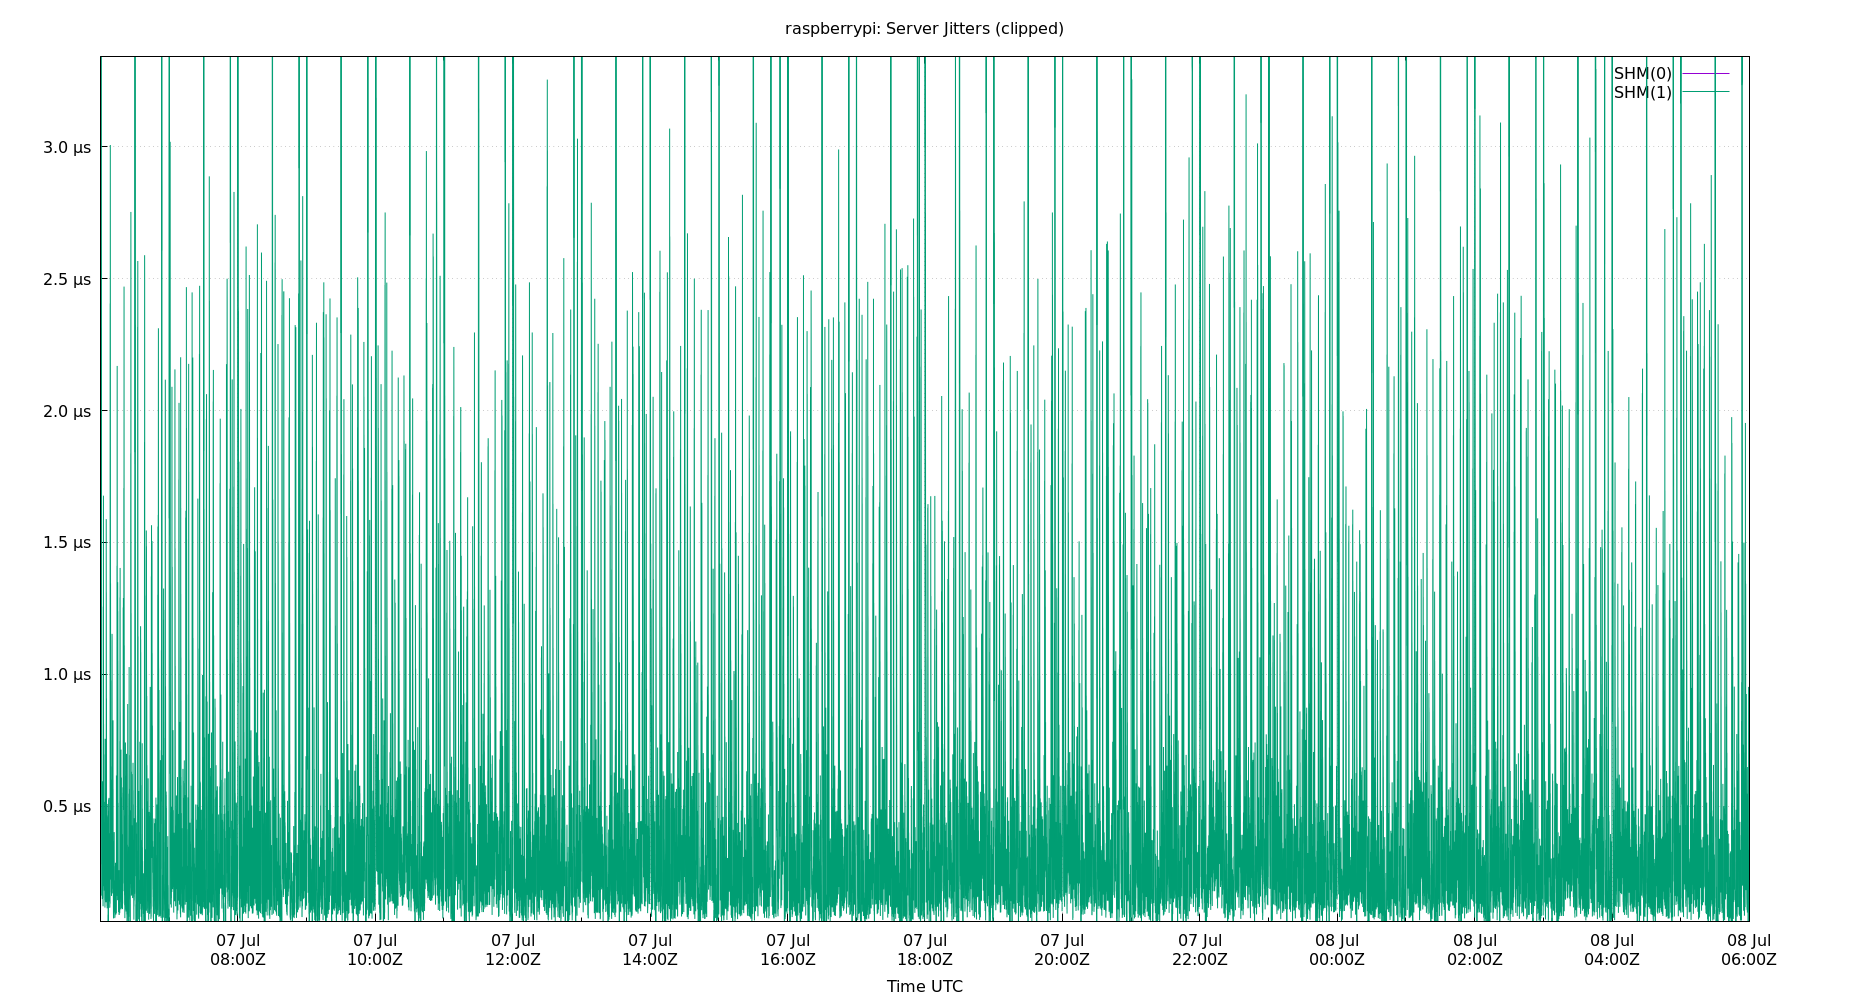 raspberrypi: Server Jitters (clipped)
SHM(0)
SHM(1)
3.0 µs
2.5 µs
2.0 µs
1.5 µs
1.0 µs
0.5 µs
07 Jul 07 Jul 07 Jul 07 Jul 07 Jul 07 Jul 07 Jul 07 Jul 08 Jul 08 Jul 08 Jul 08 Jul
08:00Z 10:00Z 12:00Z 14:00Z 16:00Z 18:00Z 20:00Z 22:00Z 00:00Z 02:00Z 04:00Z 06:00Z
Time UTC